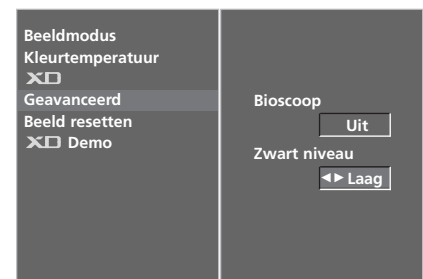 Beeldmodus
Kleurtemperatuur
XD
Geavanceerd
Beeld resetten
XD Demo
Bioscoop
Uit
Zwart niveau
◄► Laag